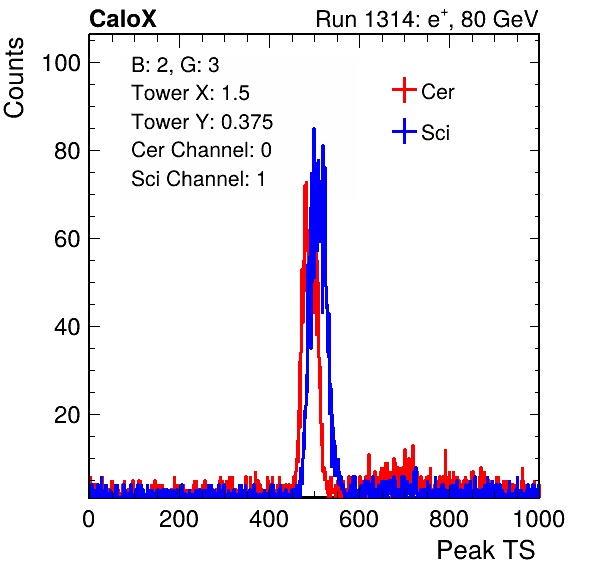 CaloX Run 1314: e⁺, 80 GeV
Counts
B: 2, G: 3
Tower X: 1.5
Tower Y: 0.375
Cer Channel: 0
Sci Channel: 1
Cer
Sci
100
80
60
40
20
0 200 400 600 800 1000
Peak TS